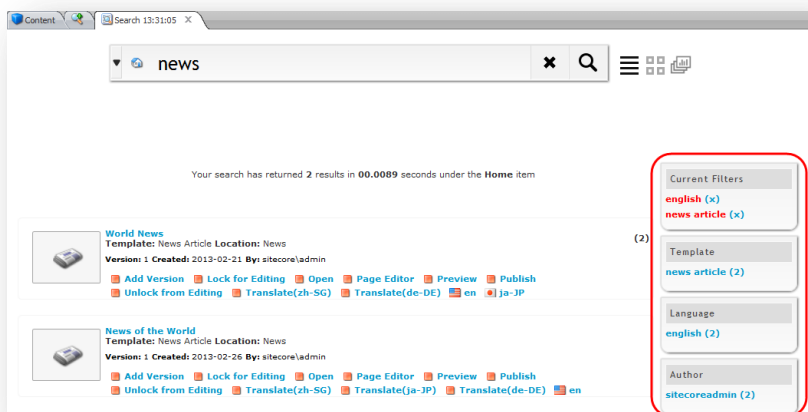 Content
Search 13:31:05 X
news
Your search has returned 2 results in 00.0089 seconds under the Home item
World News
Template: News Article Location: News
Version: 1 Created: 2013-02-21 By: sitecore\admin
Add Version Lock for Editing Open Page Editor Preview Publish
Unlock from Editing Translate(zh-SG) Translate(de-DE) en ja-JP
(2)
News of the World
Template: News Article Location: News
Version: 1 Created: 2013-02-26 By: sitecore\admin
Add Version Lock for Editing Open Page Editor Preview Publish
Unlock from Editing Translate(zh-SG) Translate(ja-JP) Translate(de-DE) en
Current Filters
english (x)
news article (x)
Template
news article (2)
Language
english (2)
Author
sitecoreadmin (2)